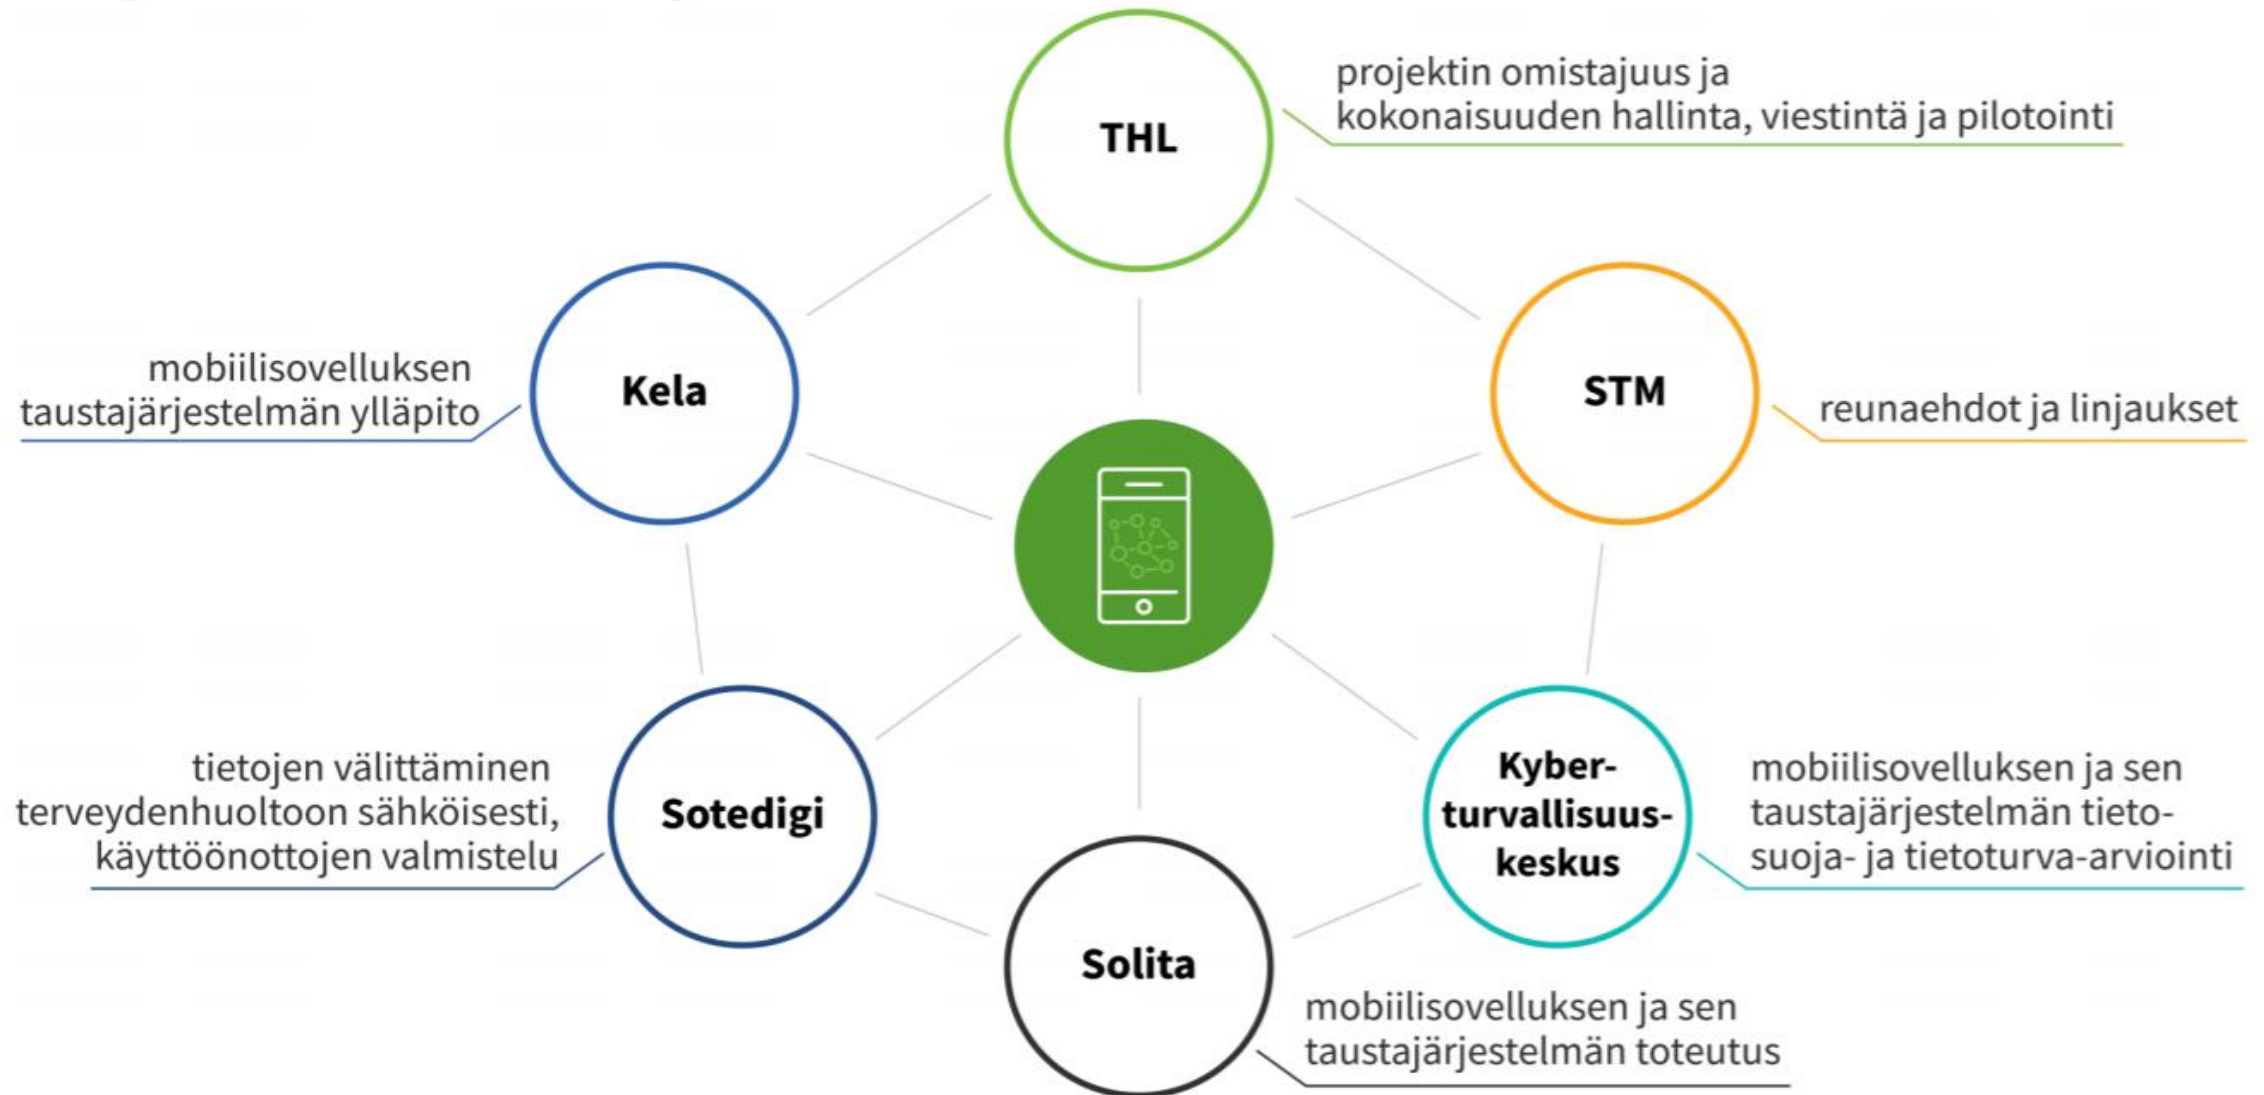 THL
projektin omistajuus ja
kokonaisuuden hallinta, viestintä ja pilotointi
Kela
mobiilisovelluksen
taustajärjestelmän ylläpito
STM
reunaehdot ja linjaukset
Sotedigi
tietojen välittäminen
terveydenhuoltoon sähköisesti,
käyttöönottojen valmistelu
Kyber-
turvallisuus-
keskus
mobiilisovelluksen ja sen
taustajärjestelmän tieto-
suoja- ja tietoturva-arviointi
Solita
mobiilisovelluksen ja sen
taustajärjestelmän toteutus